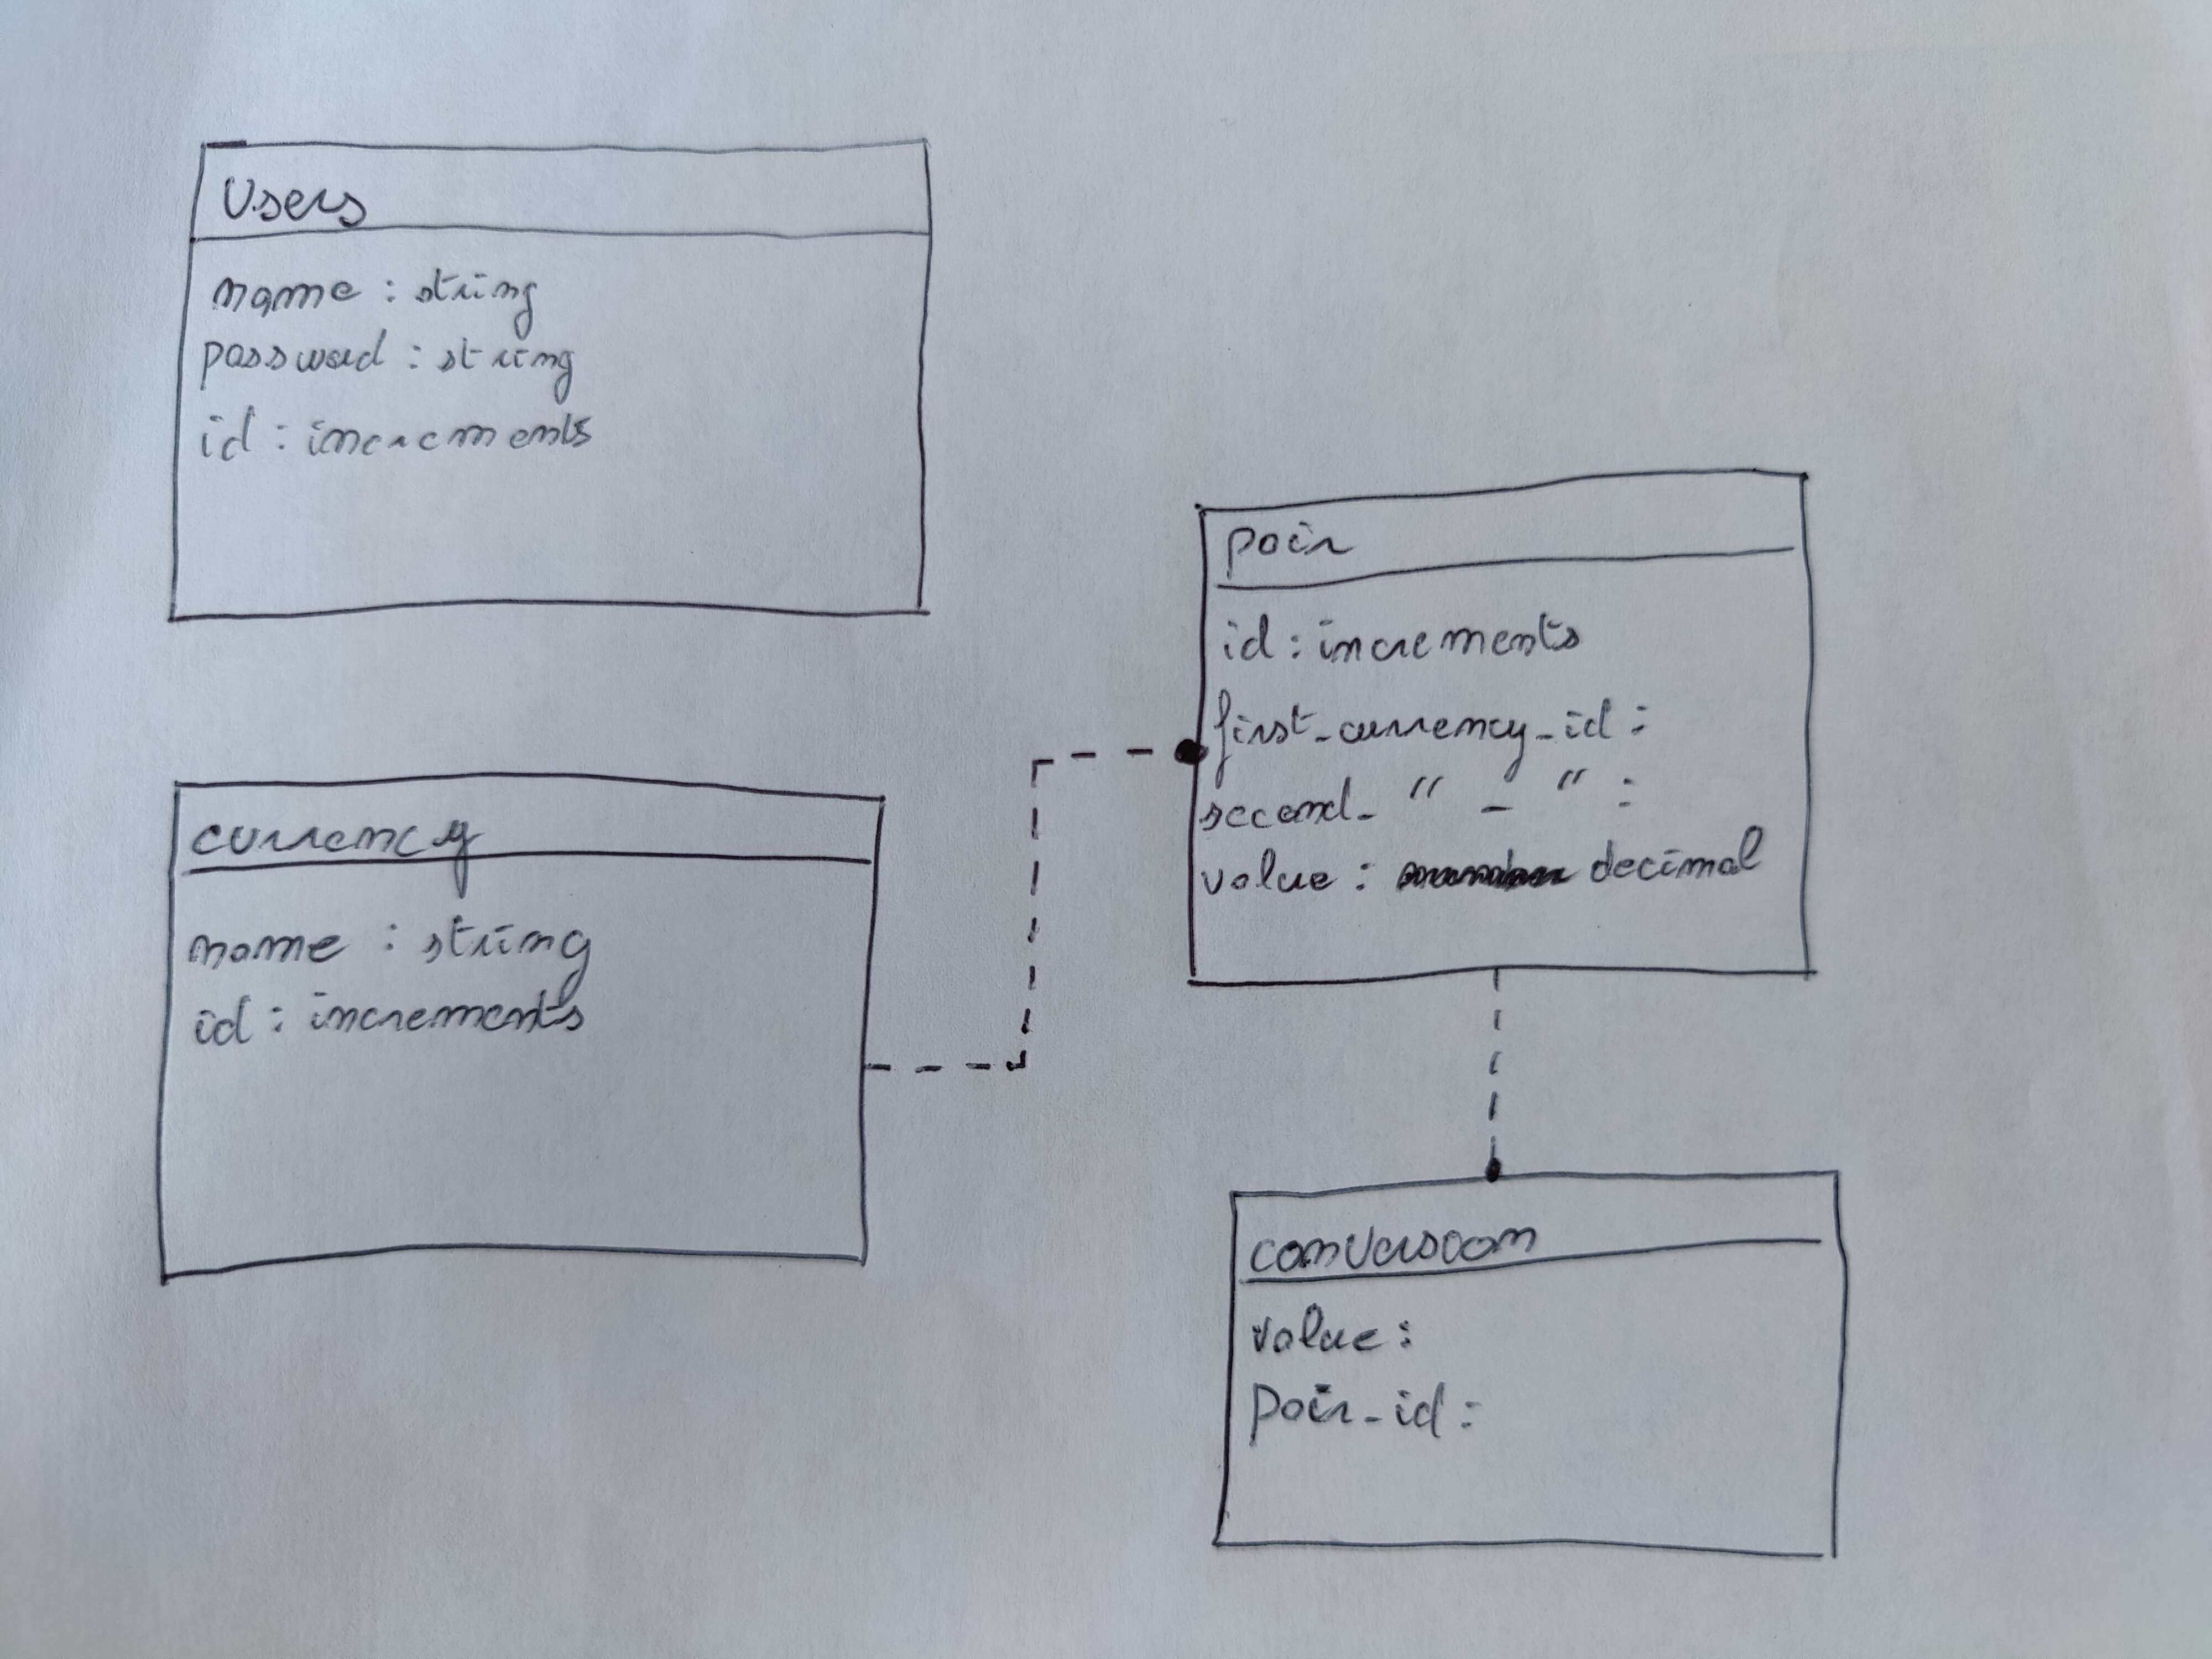 Users
name : string
password : string
id : increments
currency
name : string
id : increments
pair
id : increments
first_currency_id :
second_ " _ " :
value : decimal
conversion
value :
pair_id :